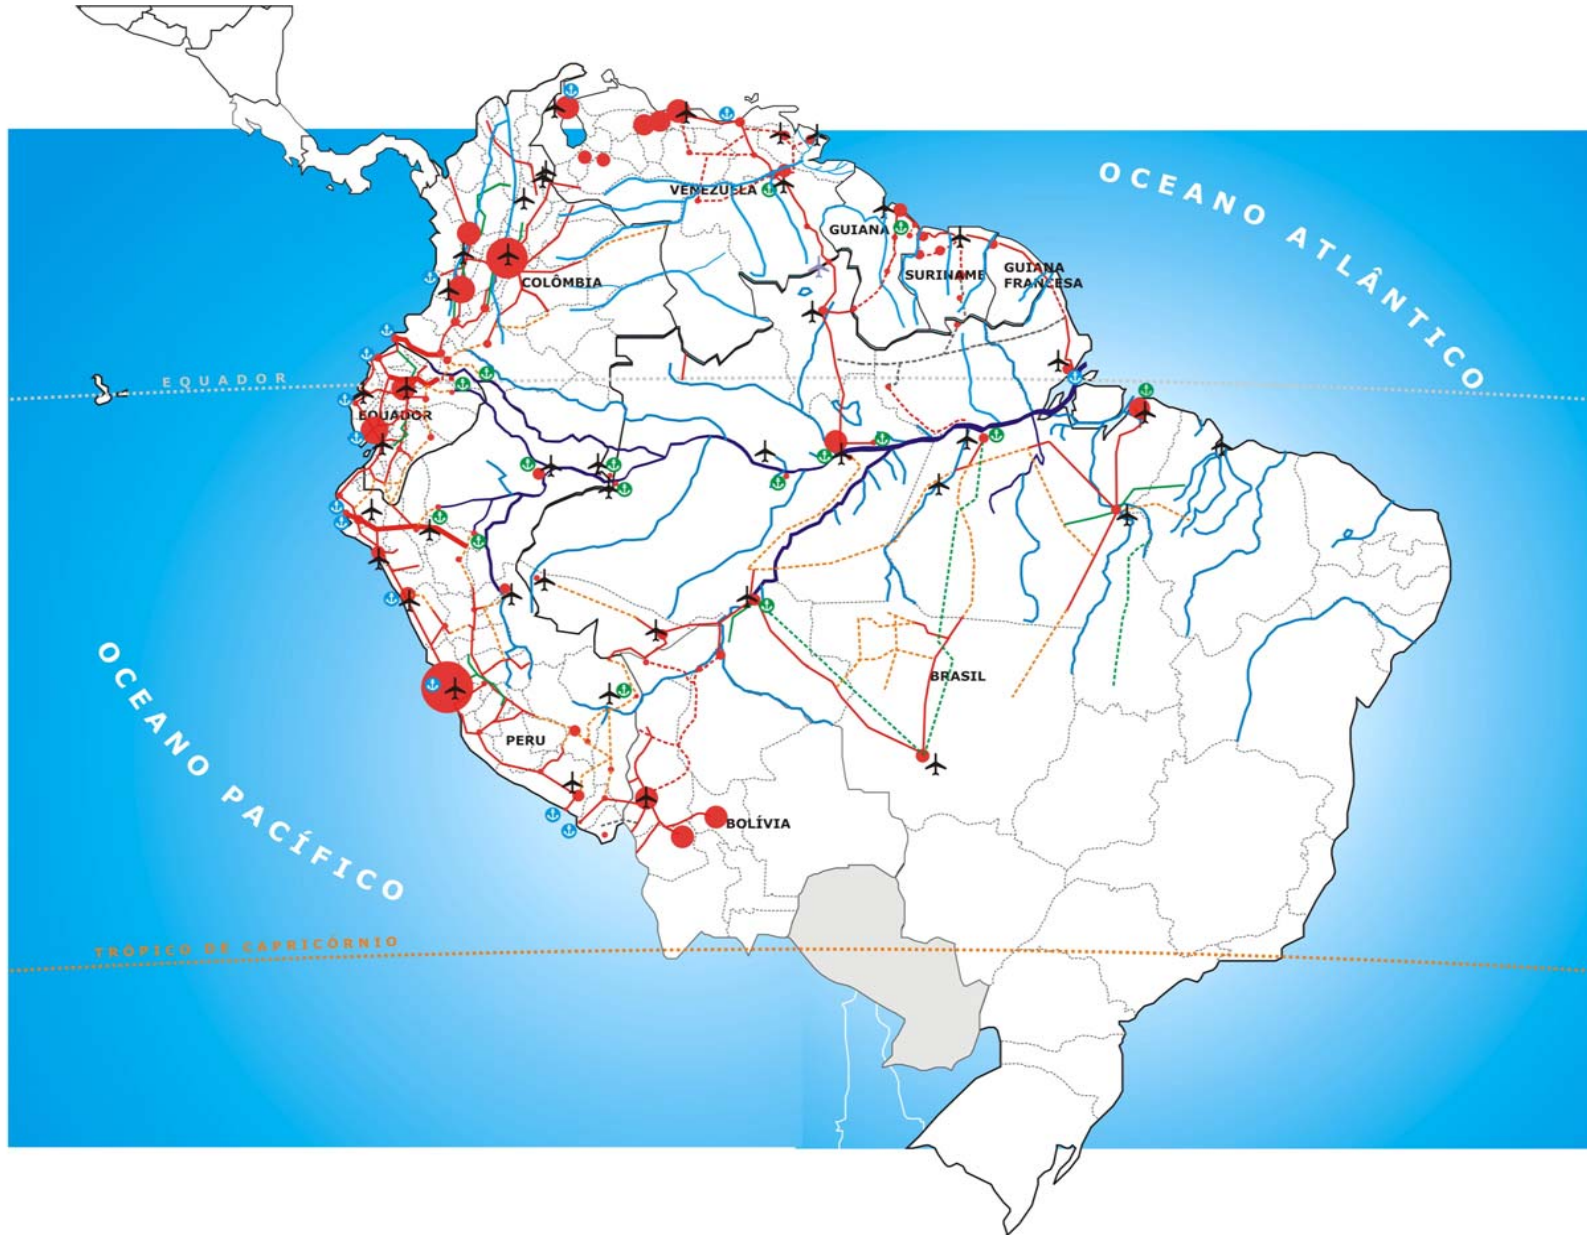 OCEANO ATLÂNTICO
VENEZUELA
GUIANA
SURINAME
GUIANA
FRANCESA
COLÔMBIA
EQUADOR
EQUADOR
BRASIL
OCEANO PACÍFICO
PERU
BOLÍVIA
TRÓPICO DE CAPRICÓRNIO